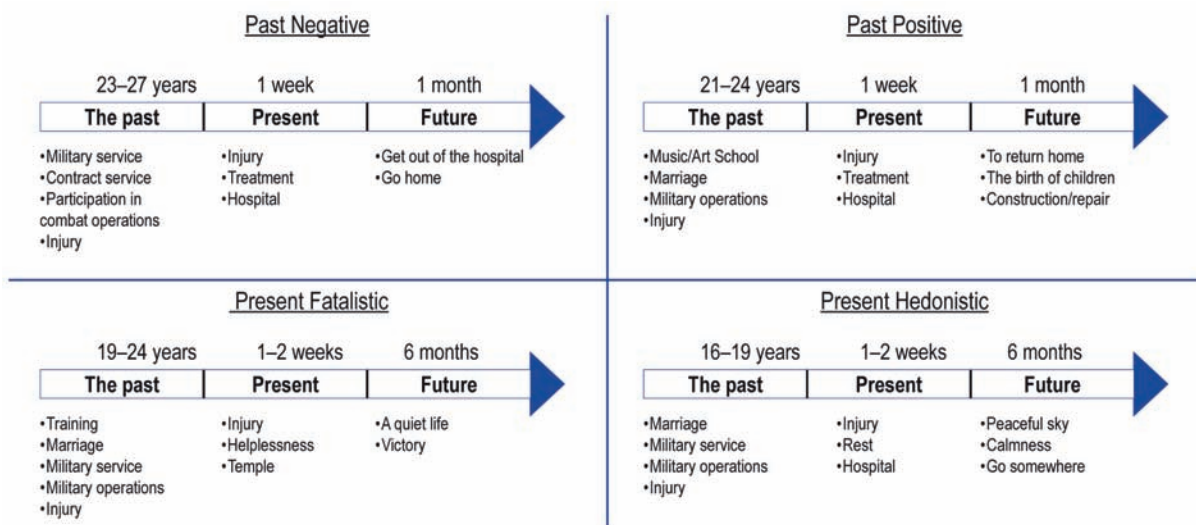 Past Negative
23–27 years 1 week 1 month
The past Present Future
•Military service
•Contract service
•Participation in
combat operations
•Injury
•Injury
•Treatment
•Hospital
•Get out of the hospital
•Go home
Past Positive
21–24 years 1 week 1 month
The past Present Future
•Music/Art School
•Marriage
•Military operations
•Injury
•Injury
•Treatment
•Hospital
•To return home
•The birth of children
•Construction/repair
Present Fatalistic
19–24 years 1–2 weeks 6 months
The past Present Future
•Training
•Marriage
•Military service
•Military operations
•Injury
•Injury
•Helplessness
•Temple
•A quiet life
•Victory
Present Hedonistic
16–19 years 1–2 weeks 6 months
The past Present Future
•Marriage
•Military service
•Military operations
•Injury
•Injury
•Rest
•Hospital
•Peaceful sky
•Calmness
•Go somewhere